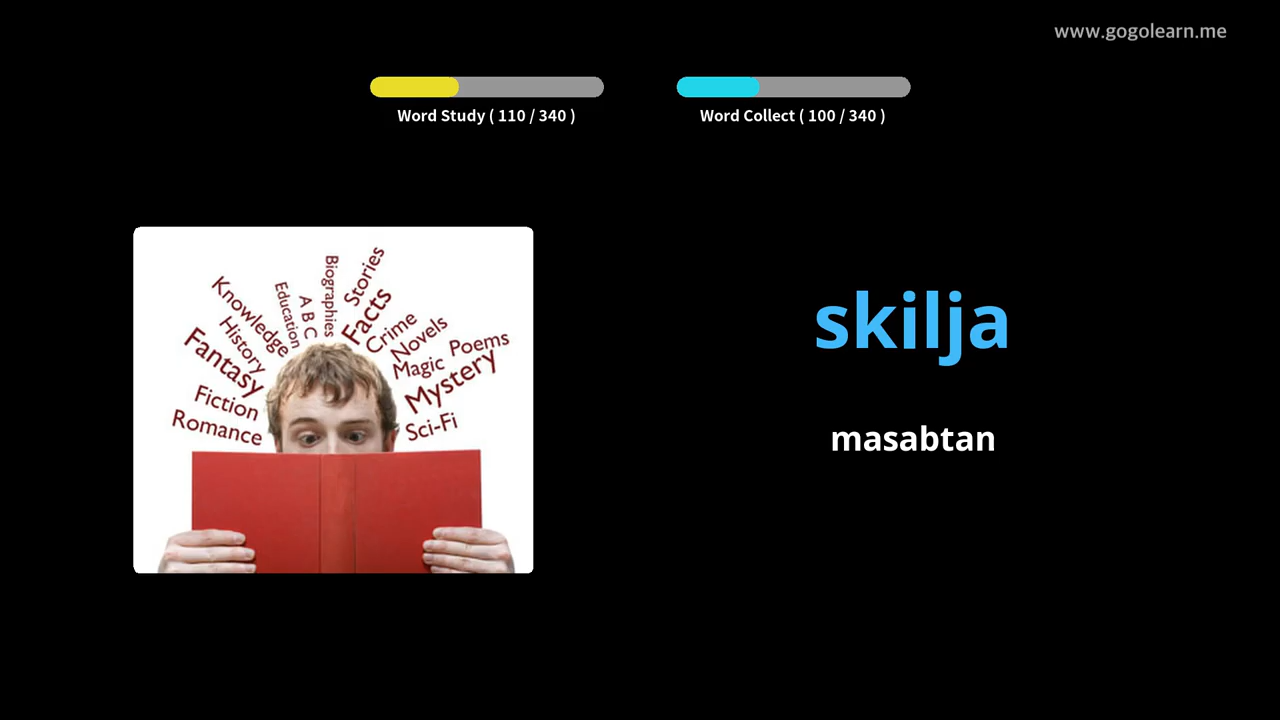 www.gogolearn.me
Word Study ( 110 / 340 )
Word Collect ( 100 / 340 )
Biographies
Stories
Education
A B C
Facts
Knowledge
Crime
History
Novels
Fantasy
Magic
Poems
Mystery
Fiction
Romance
Sci-Fi
skilja
masabtan